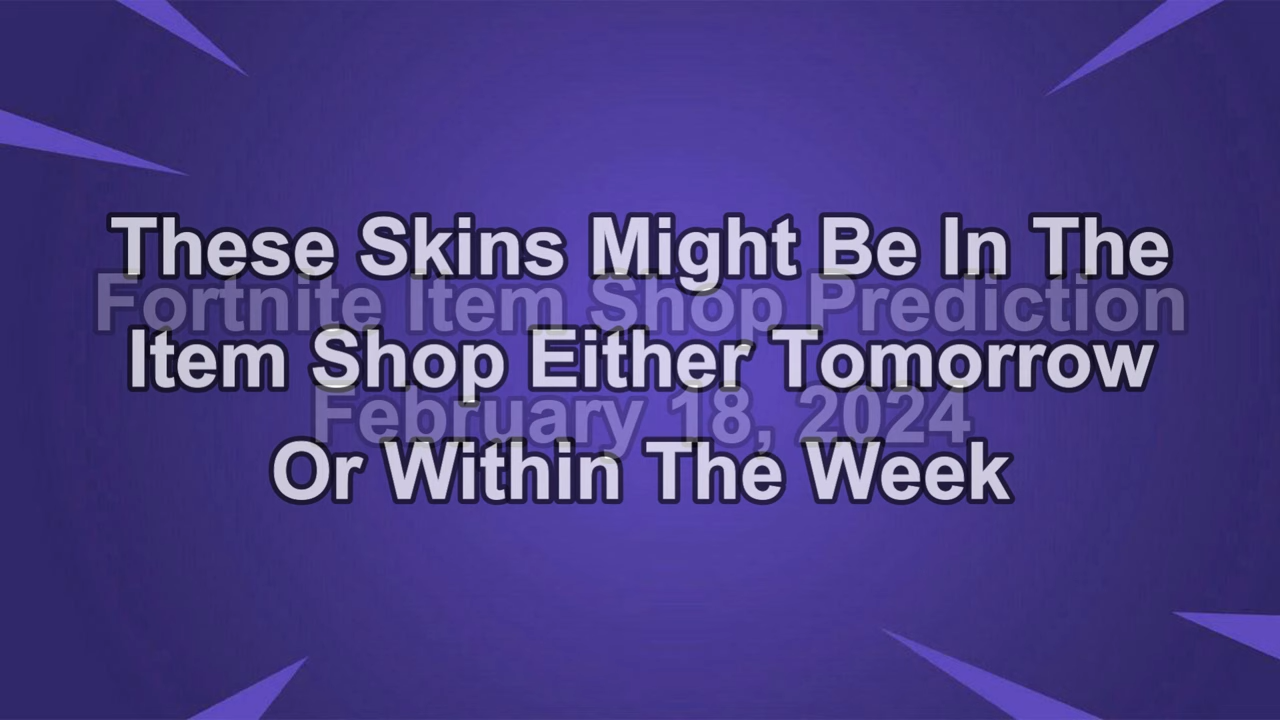 These Skins Might Be In The
Fortnite Item Shop Prediction
Item Shop Either Tomorrow
February 18, 2024
Or Within The Week